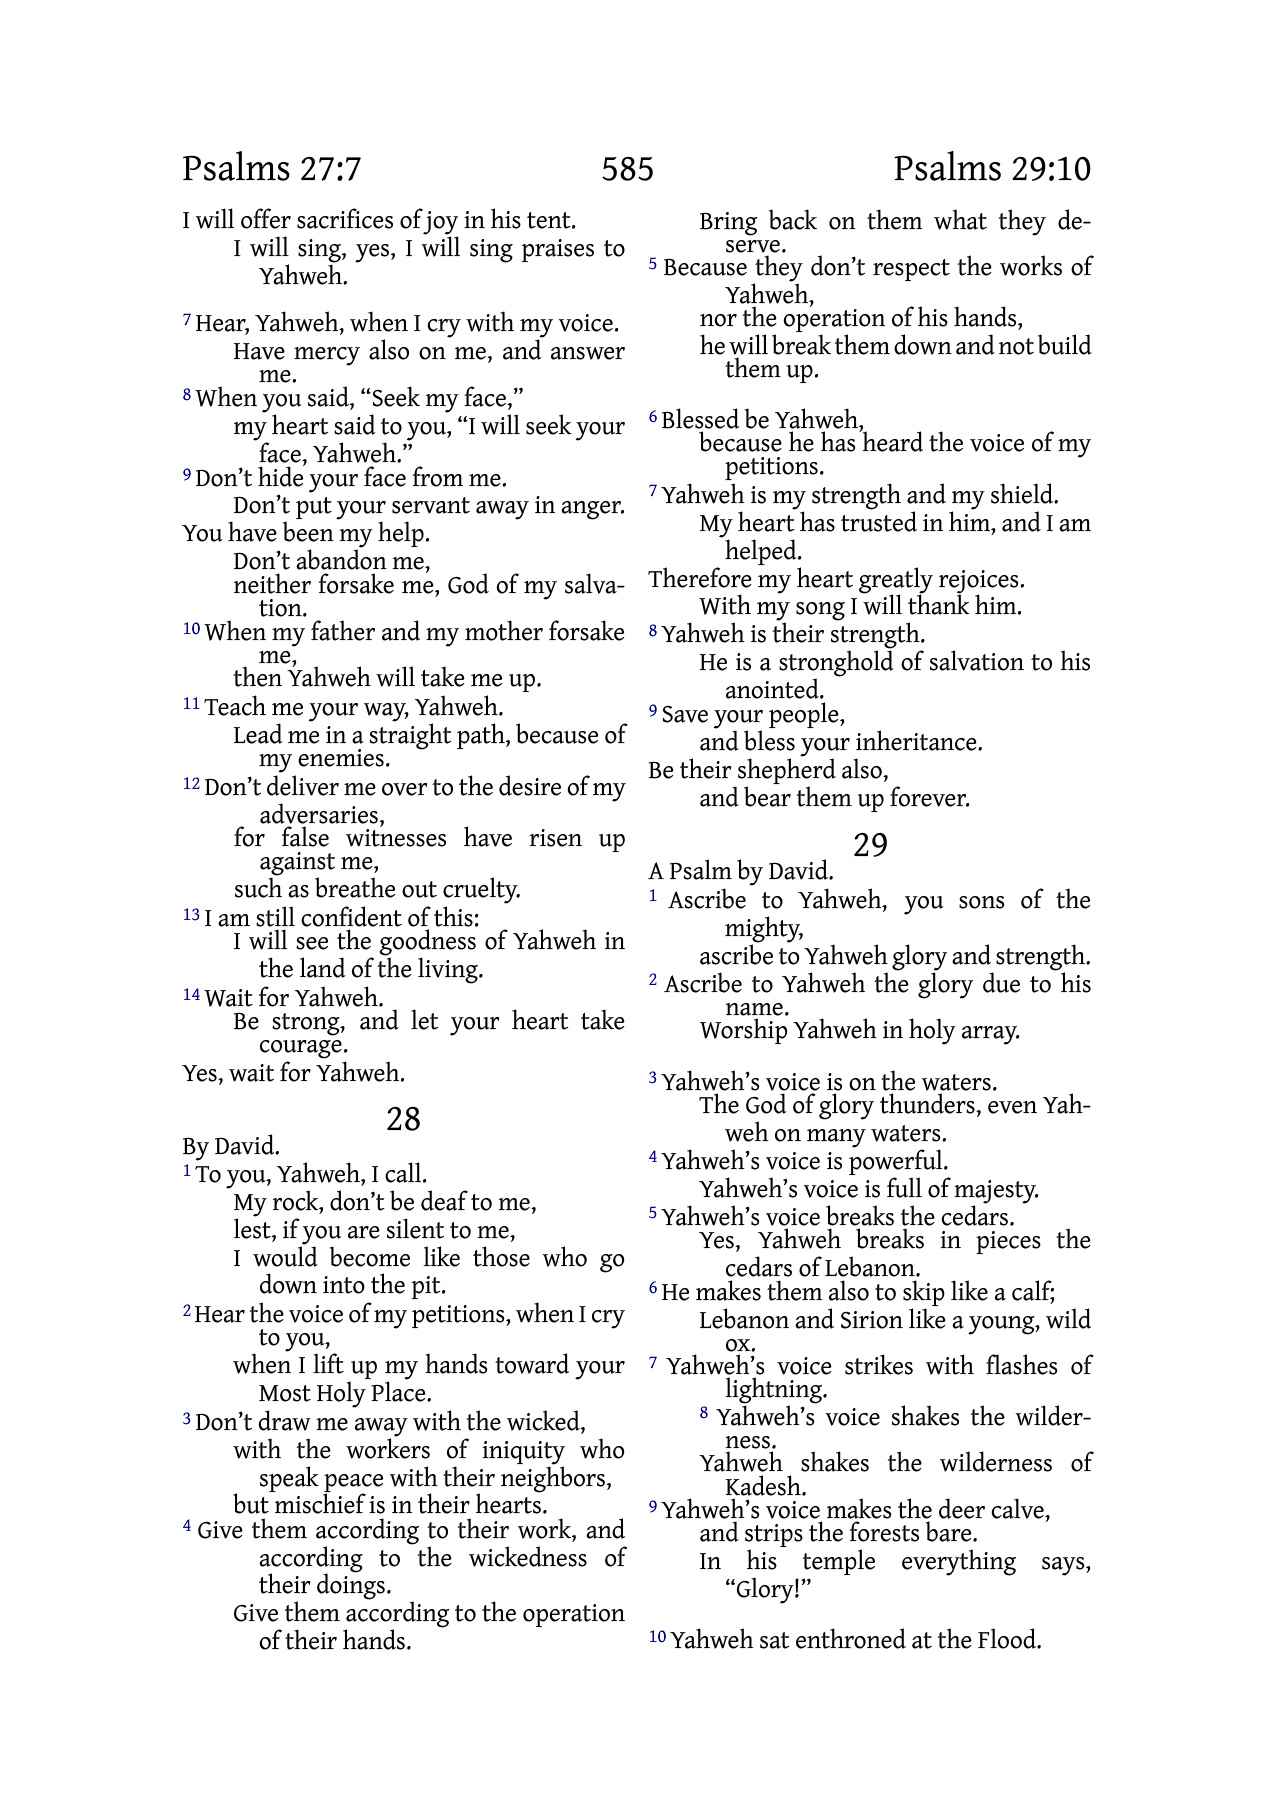 Psalms 27:7 585 Psalms 29:10
I will offer sacrifices of joy in his tent.
I will sing, yes, I will sing praises to
Yahweh.
7 Hear, Yahweh, when I cry with my voice.
Have mercy also on me, and answer
me.
8 When you said, “Seek my face,”
my heart said to you, “I will seek your
face, Yahweh.”
9 Don’t hide your face from me.
Don’t put your servant away in anger.
You have been my help.
Don’t abandon me,
neither forsake me, God of my salva-
tion.
10 When my father and my mother forsake
me,
then Yahweh will take me up.
11 Teach me your way, Yahweh.
Lead me in a straight path, because of
my enemies.
12 Don’t deliver me over to the desire of my
adversaries,
for false witnesses have risen up
against me,
such as breathe out cruelty.
13 I am still confident of this:
I will see the goodness of Yahweh in
the land of the living.
14 Wait for Yahweh.
Be strong, and let your heart take
courage.
Yes, wait for Yahweh.
28
By David.
1 To you, Yahweh, I call.
My rock, don’t be deaf to me,
lest, if you are silent to me,
I would become like those who go
down into the pit.
2 Hear the voice of my petitions, when I cry
to you,
when I lift up my hands toward your
Most Holy Place.
3 Don’t draw me away with the wicked,
with the workers of iniquity who
speak peace with their neighbors,
but mischief is in their hearts.
4 Give them according to their work, and
according to the wickedness of
their doings.
Give them according to the operation
of their hands.
Bring back on them what they de-
serve.
5 Because they don’t respect the works of
Yahweh,
nor the operation of his hands,
he will break them down and not build
them up.
6 Blessed be Yahweh,
because he has heard the voice of my
petitions.
7 Yahweh is my strength and my shield.
My heart has trusted in him, and I am
helped.
Therefore my heart greatly rejoices.
With my song I will thank him.
8 Yahweh is their strength.
He is a stronghold of salvation to his
anointed.
9 Save your people,
and bless your inheritance.
Be their shepherd also,
and bear them up forever.
29
A Psalm by David.
1 Ascribe to Yahweh, you sons of the
mighty,
ascribe to Yahweh glory and strength.
2 Ascribe to Yahweh the glory due to his
name.
Worship Yahweh in holy array.
3 Yahweh’s voice is on the waters.
The God of glory thunders, even Yah-
weh on many waters.
4 Yahweh’s voice is powerful.
Yahweh’s voice is full of majesty.
5 Yahweh’s voice breaks the cedars.
Yes, Yahweh breaks in pieces the
cedars of Lebanon.
6 He makes them also to skip like a calf;
Lebanon and Sirion like a young, wild
ox.
7 Yahweh’s voice strikes with flashes of
lightning.
8 Yahweh’s voice shakes the wilder-
ness.
Yahweh shakes the wilderness of
Kadesh.
9 Yahweh’s voice makes the deer calve,
and strips the forests bare.
In his temple everything says,
“Glory!”
10 Yahweh sat enthroned at the Flood.